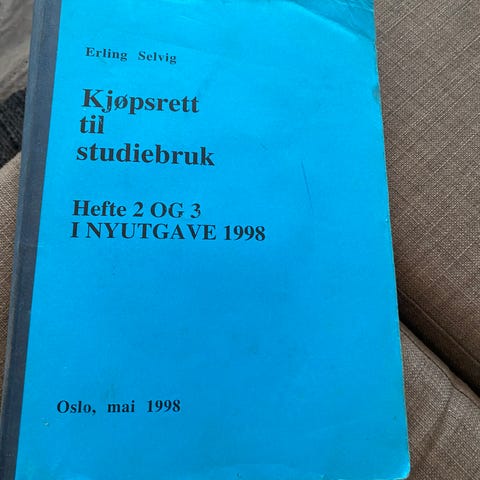 Erling Selvig
Kjøpsrett
til
studiebruk
Hefte 2 OG 3
I NYUTGAVE 1998
Oslo, mai 1998